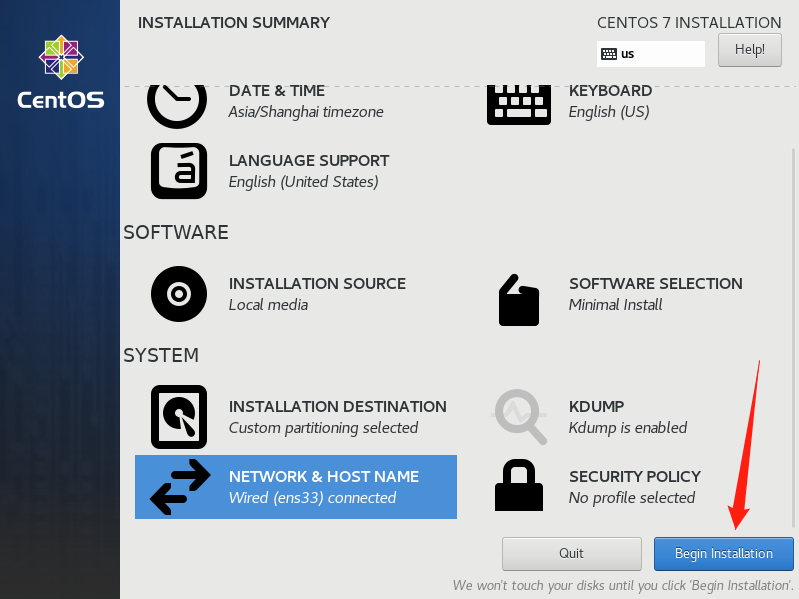 INSTALLATION SUMMARY
CENTOS 7 INSTALLATION
us
Help!
CentOS
DATE & TIME
Asia/Shanghai timezone
KEYBOARD
English (US)
á
LANGUAGE SUPPORT
English (United States)
SOFTWARE
INSTALLATION SOURCE
Local media
SOFTWARE SELECTION
Minimal Install
SYSTEM
INSTALLATION DESTINATION
Custom partitioning selected
KDUMP
Kdump is enabled
NETWORK & HOST NAME
Wired (ens33) connected
SECURITY POLICY
No profile selected
Quit
Begin Installation
We won't touch your disks until you click 'Begin Installation'.